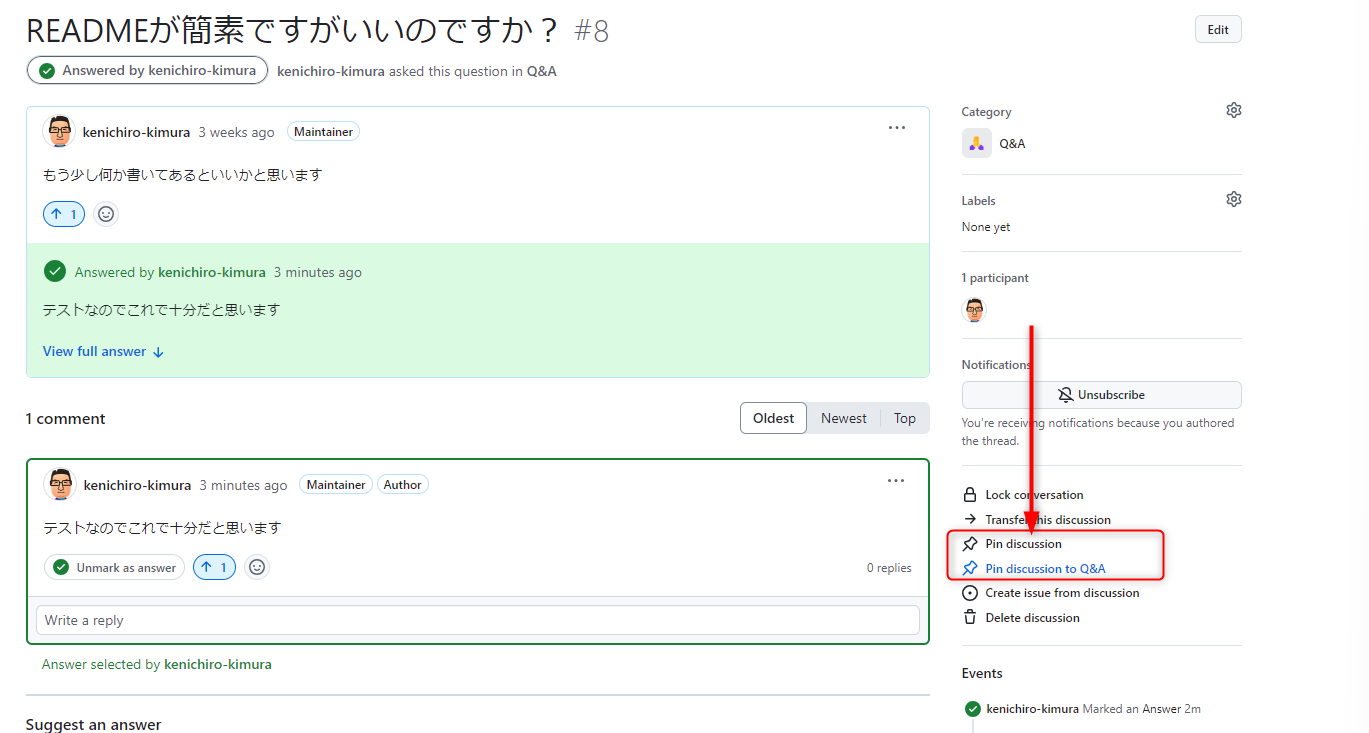 READMEが簡素ですがいいのですか？ #8
Edit
Answered by kenichiro-kimura kenichiro-kimura asked this question in Q&A
kenichiro-kimura 3 weeks ago Maintainer
もう少し何か書いてあるといいかと思います
1
Answered by kenichiro-kimura 3 minutes ago
テストなのでこれで十分だと思います
View full answer
1 comment
Oldest Newest Top
kenichiro-kimura 3 minutes ago Maintainer Author
テストなのでこれで十分だと思います
Unmark as answer 1
0 replies
Write a reply
Answer selected by kenichiro-kimura
Suggest an answer
Category
Q&A
Labels
None yet
1 participant
Notifications
Unsubscribe
You're receiving notifications because you authored
the thread.
Lock conversation
Transfer this discussion
Pin discussion
Pin discussion to Q&A
Create issue from discussion
Delete discussion
Events
kenichiro-kimura Marked an Answer 2m